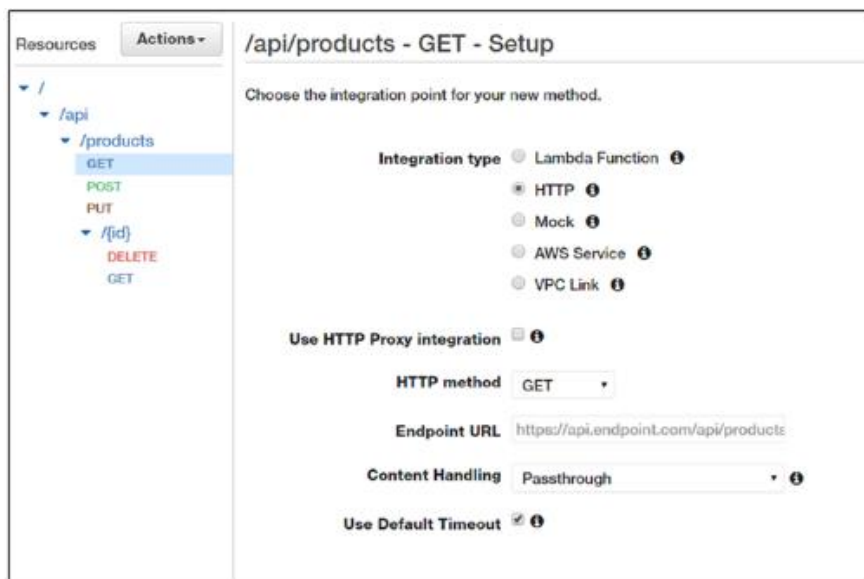 Resources
Actions
/
/api
/products
GET
POST
PUT
/{id}
DELETE
GET
/api/products - GET - Setup
Choose the integration point for your new method.
Integration type
Lambda Function
HTTP
Mock
AWS Service
VPC Link
Use HTTP Proxy integration
HTTP method GET
Endpoint URL https://api.endpoint.com/api/products
Content Handling Passthrough
Use Default Timeout